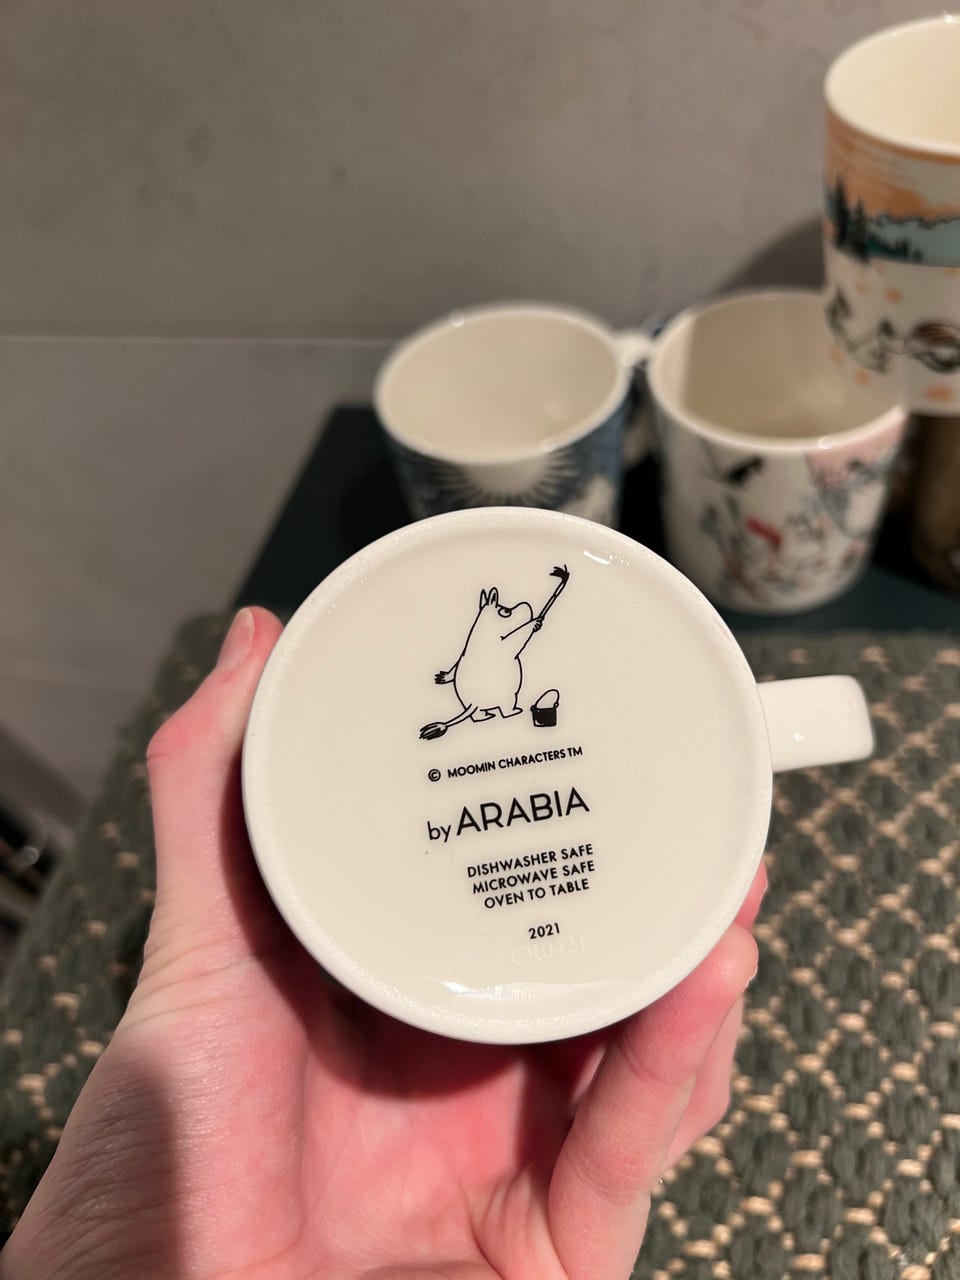 © MOOMIN CHARACTERS TM
by ARABIA
DISHWASHER SAFE
MICROWAVE SAFE
OVEN TO TABLE
2021
CR0421